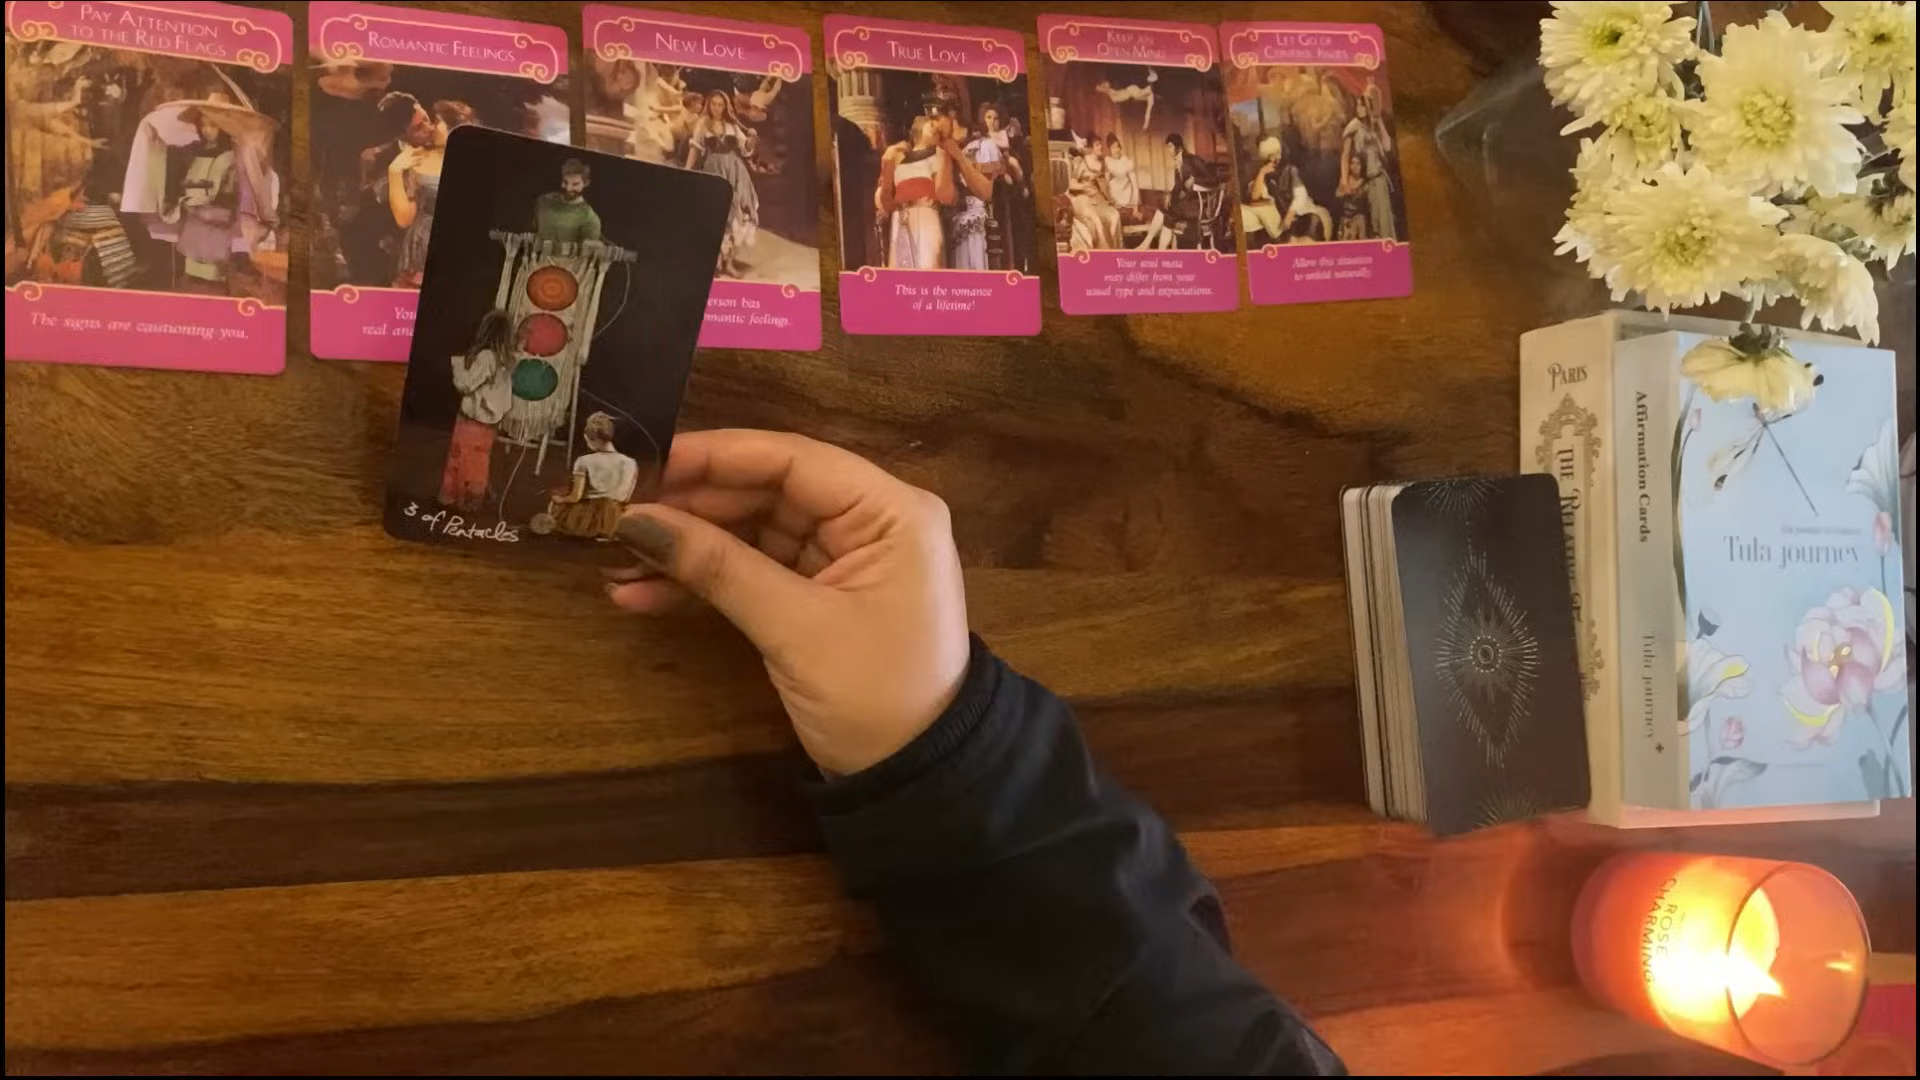 PAY ATTENTION
TO THE RED FLAGS
The signs are cautioning you.
ROMANTIC FEELINGS
You
real and
NEW LOVE
erson has
mantic feelings.
TRUE LOVE
This is the romance
of a lifetime!
KEEP AN
OPEN MIND
Your soul mate
may differ from your
usual type and expectations.
LET GO OF
CONTROL ISSUES
Allow this situation
to unfold naturally.
3 of Pentacles
PARIS
THE
Affirmation Cards
Tula journey
Tula journey
ROSE
CHARMING